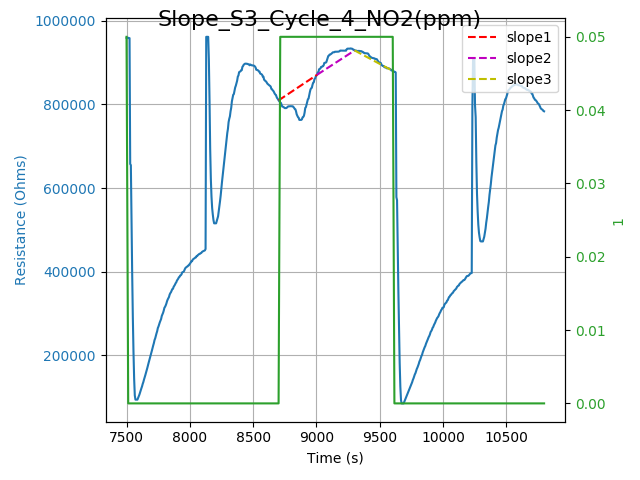 Slope_S3_Cycle_4_NO2(ppm)
1000000
800000
600000
400000
200000
Resistance (Ohms)
slope1
slope2
slope3
0.05
0.04
0.03
0.02
0.01
0.00
1
7500 8000 8500 9000 9500 10000 10500
Time (s)